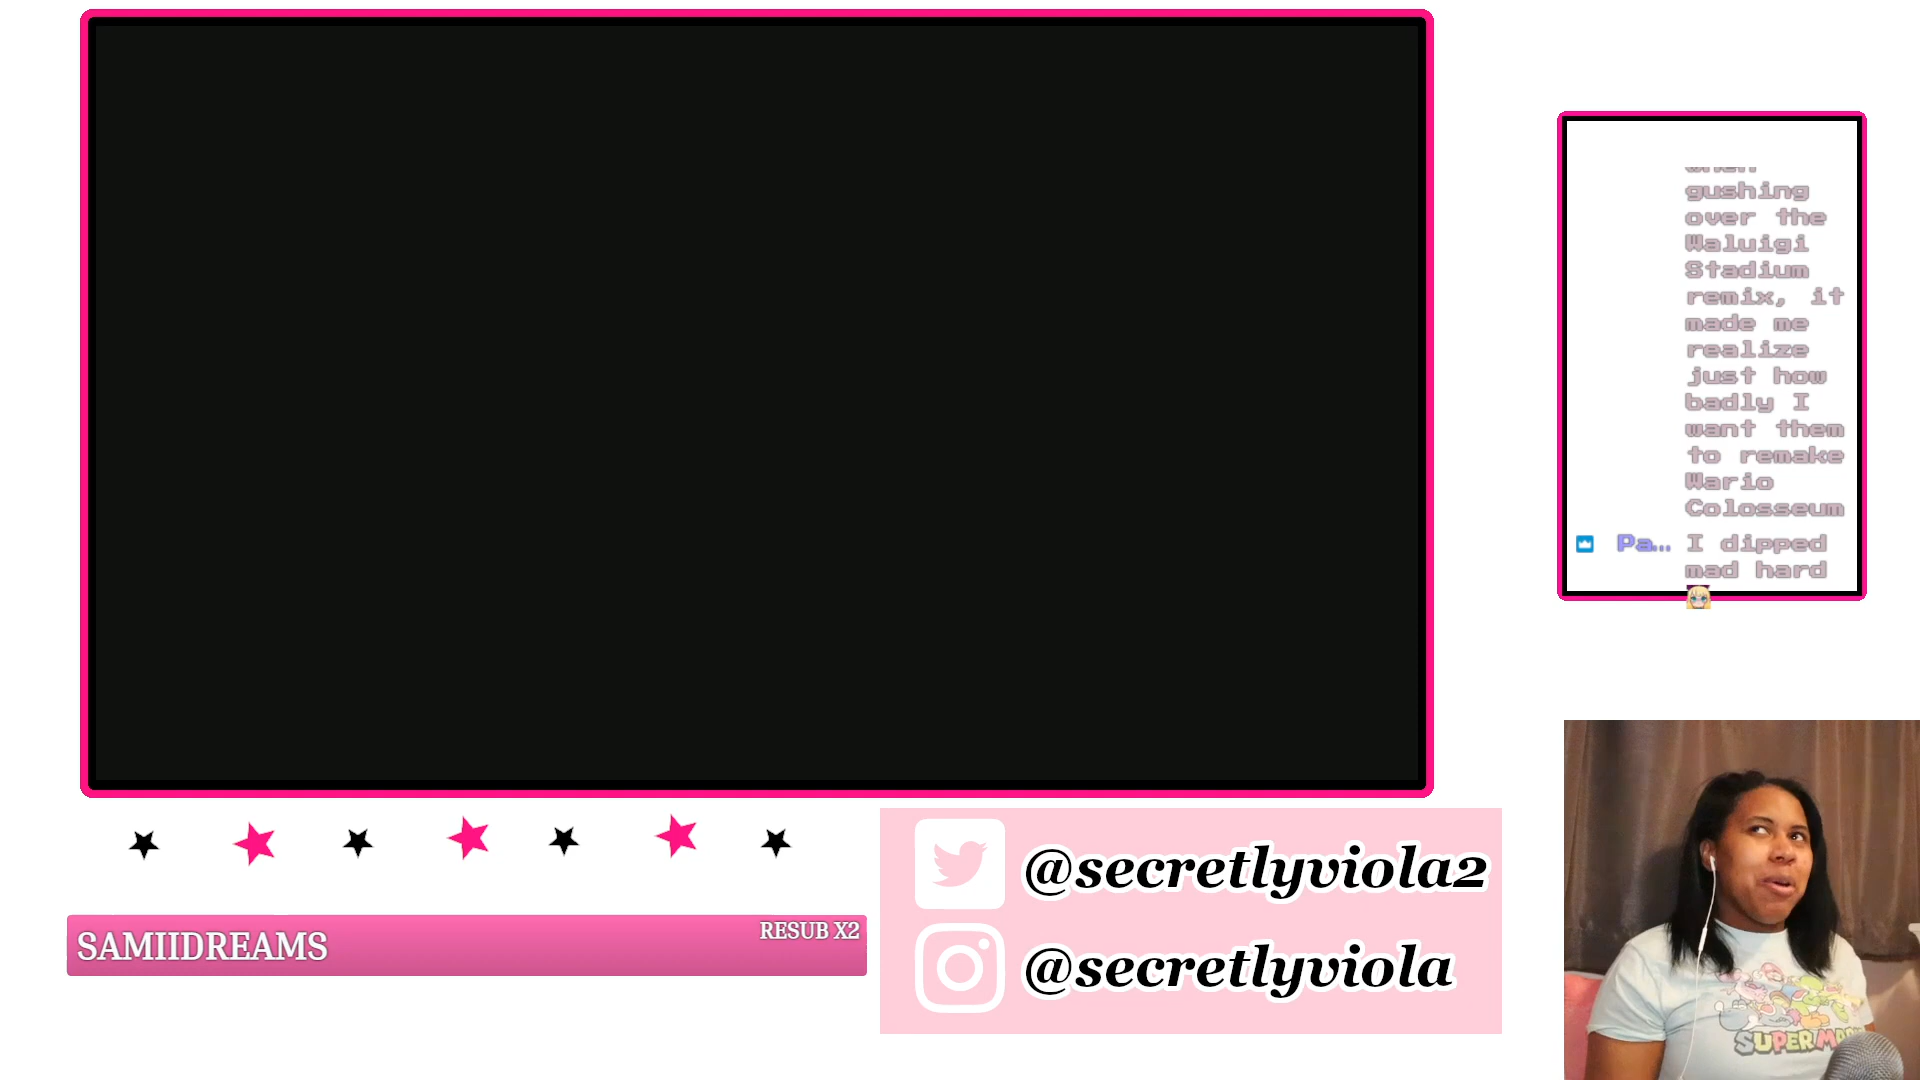 gushing
over the
Waluigi
Stadium
remix, it
made me
realize
just how
badly I
want them
to remake
Wario
Colosseum
Pa... I dipped
mad hard
@secretlyviola2
SAMIIDREAMS
RESUB X2
@secretlyviola
SUPER